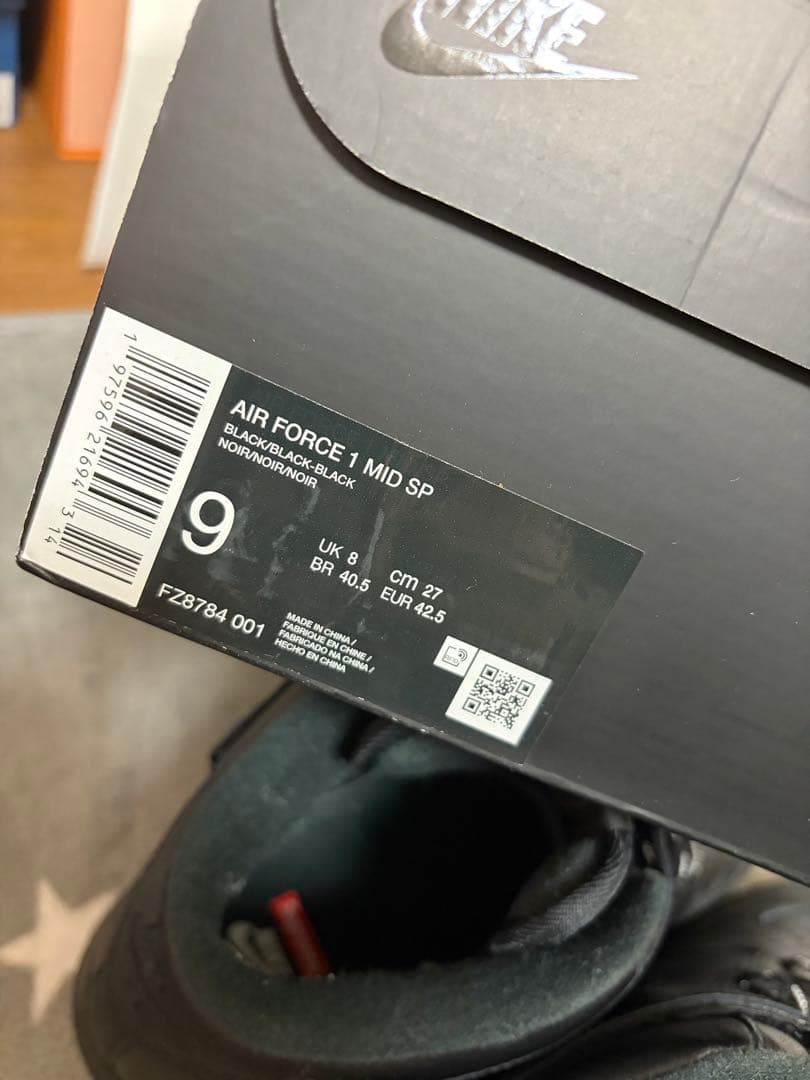 NIKE
AIR FORCE 1 MID SP
BLACK/BLACK-BLACK
NOIR/NOIR/NOIR
9
UK 8 cm 27
BR 40.5 EUR 42.5
FZ8784 001
MADE IN CHINA /
FABRIQUE EN CHINE /
FABRICADO NA CHINA /
HECHO EN CHINA
1 97596 21694 3 14